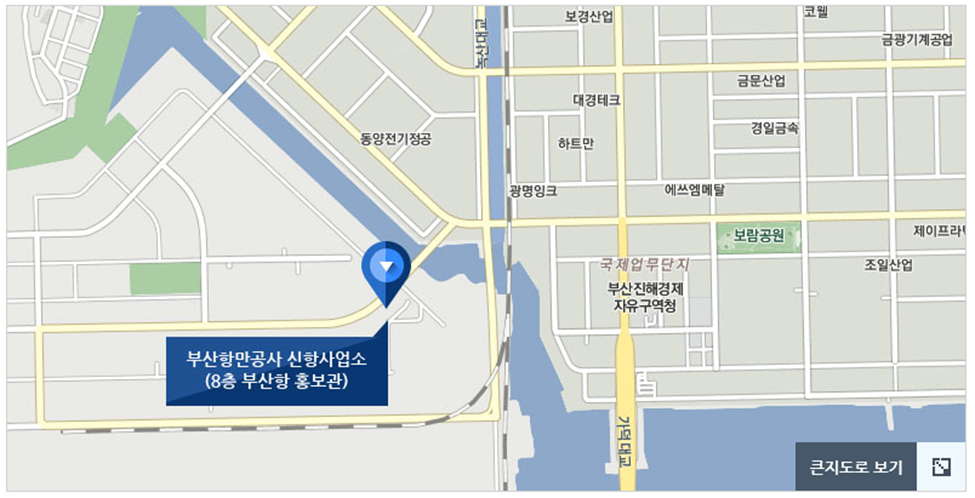 보경산업
코웰
금광기계공업
녹산대교
금문산업
대경테크
경일금속
동양전기정공
하트만
광명잉크
에쓰엠메탈
보람공원
제이프라
국제업무단지
조일산업
부산진해경제
자유구역청
부산항만공사 신항사업소
(8층 부산항 홍보관)
가덕대교
큰지도로 보기